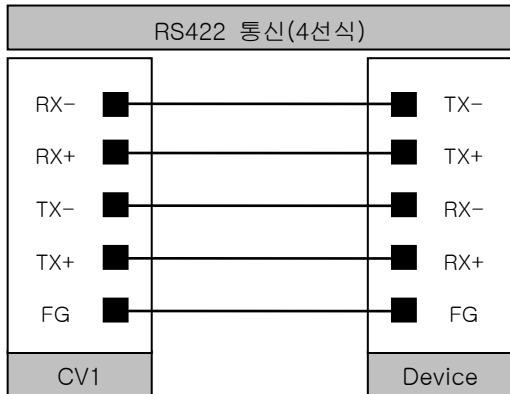 RS422 통신(4선식)
RX- TX-
RX+ TX+
TX- RX-
TX+ RX+
FG FG
CV1 Device